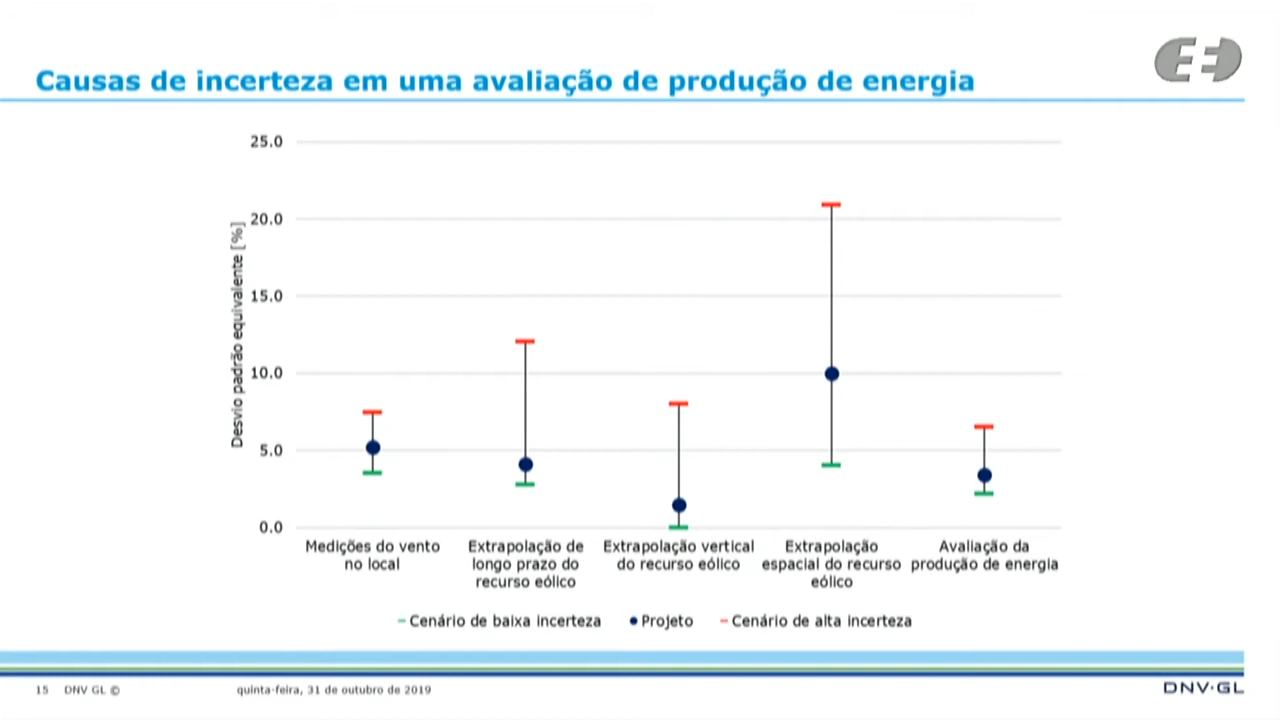 Causas de incerteza em uma avaliação de produção de energia
25.0
20.0
15.0
10.0
5.0
0.0
Desvio padrão equivalente [%]
Medições do vento
no local
Extrapolação de
longo prazo do
recurso eólico
Extrapolação vertical
do recurso eólico
Extrapolação
espacial do recurso
eólico
Avaliação da
produção de energia
Cenário de baixa incerteza
Projeto
Cenário de alta incerteza
15 DNV GL © quinta-feira, 31 de outubro de 2019
DNV·GL